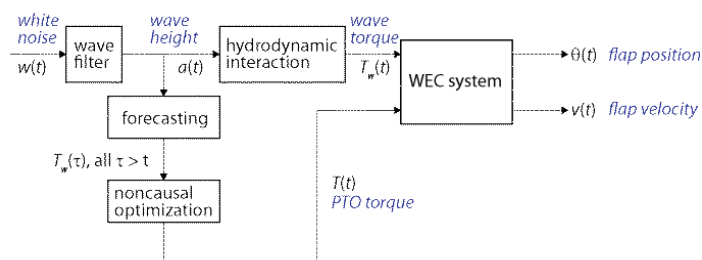 white noise
wave height
wave torque
w(t)
wave filter
a(t)
hydrodynamic interaction
T_w(t)
WEC system
θ(t) flap position
v(t) flap velocity
forecasting
T_w(τ), all τ > t
noncausal optimization
T(t)
PTO torque